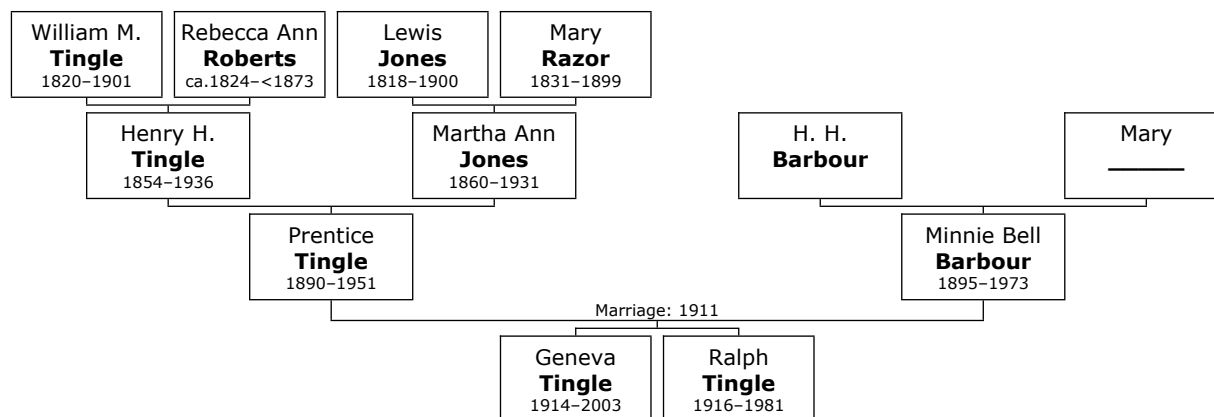 William M.
Tingle
1820–1901
Rebecca Ann
Roberts
ca.1824–<1873
Lewis
Jones
1818–1900
Mary
Razor
1831–1899
Henry H.
Tingle
1854–1936
Martha Ann
Jones
1860–1931
H. H.
Barbour
Mary
______
Prentice
Tingle
1890–1951
Minnie Bell
Barbour
1895–1973
Marriage: 1911
Geneva
Tingle
1914–2003
Ralph
Tingle
1916–1981